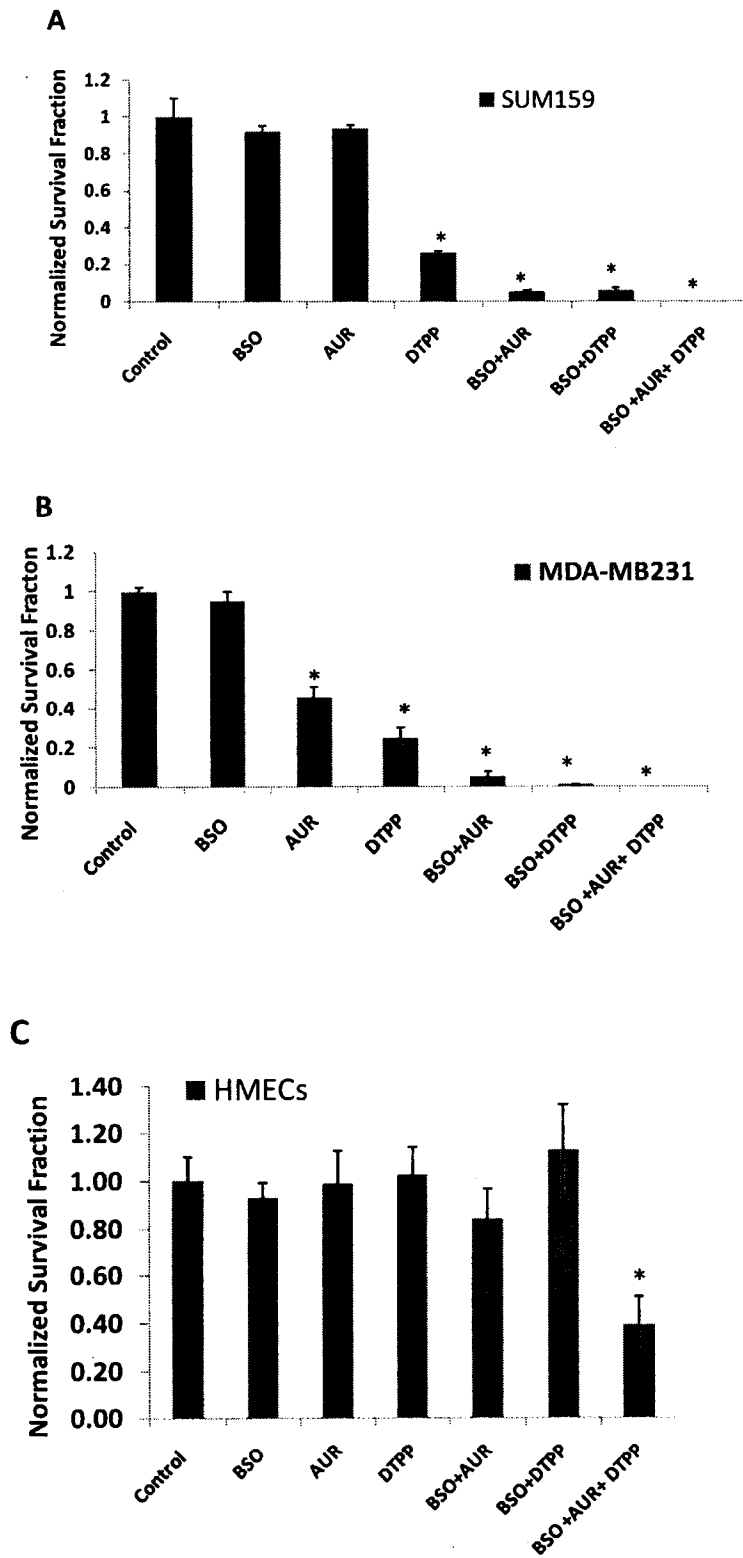 A
Normalized Survival Fraction
1.2
1
0.8
0.6
0.4
0.2
0
SUM159
*
*
*
*
Control
BSO
AUR
DTPP
BSO+AUR
BSO+DTPP
BSO +AUR+ DTPP
B
Normalized Survival Fracton
1.2
1
0.8
0.6
0.4
0.2
0
MDA-MB231
*
*
*
*
*
Control
BSO
AUR
DTPP
BSO+AUR
BSO+DTPP
BSO +AUR+ DTPP
C
Normalized Survival Fraction
1.40
1.20
1.00
0.80
0.60
0.40
0.20
0.00
HMECs
*
Control
BSO
AUR
DTPP
BSO+AUR
BSO+DTPP
BSO +AUR+ DTPP